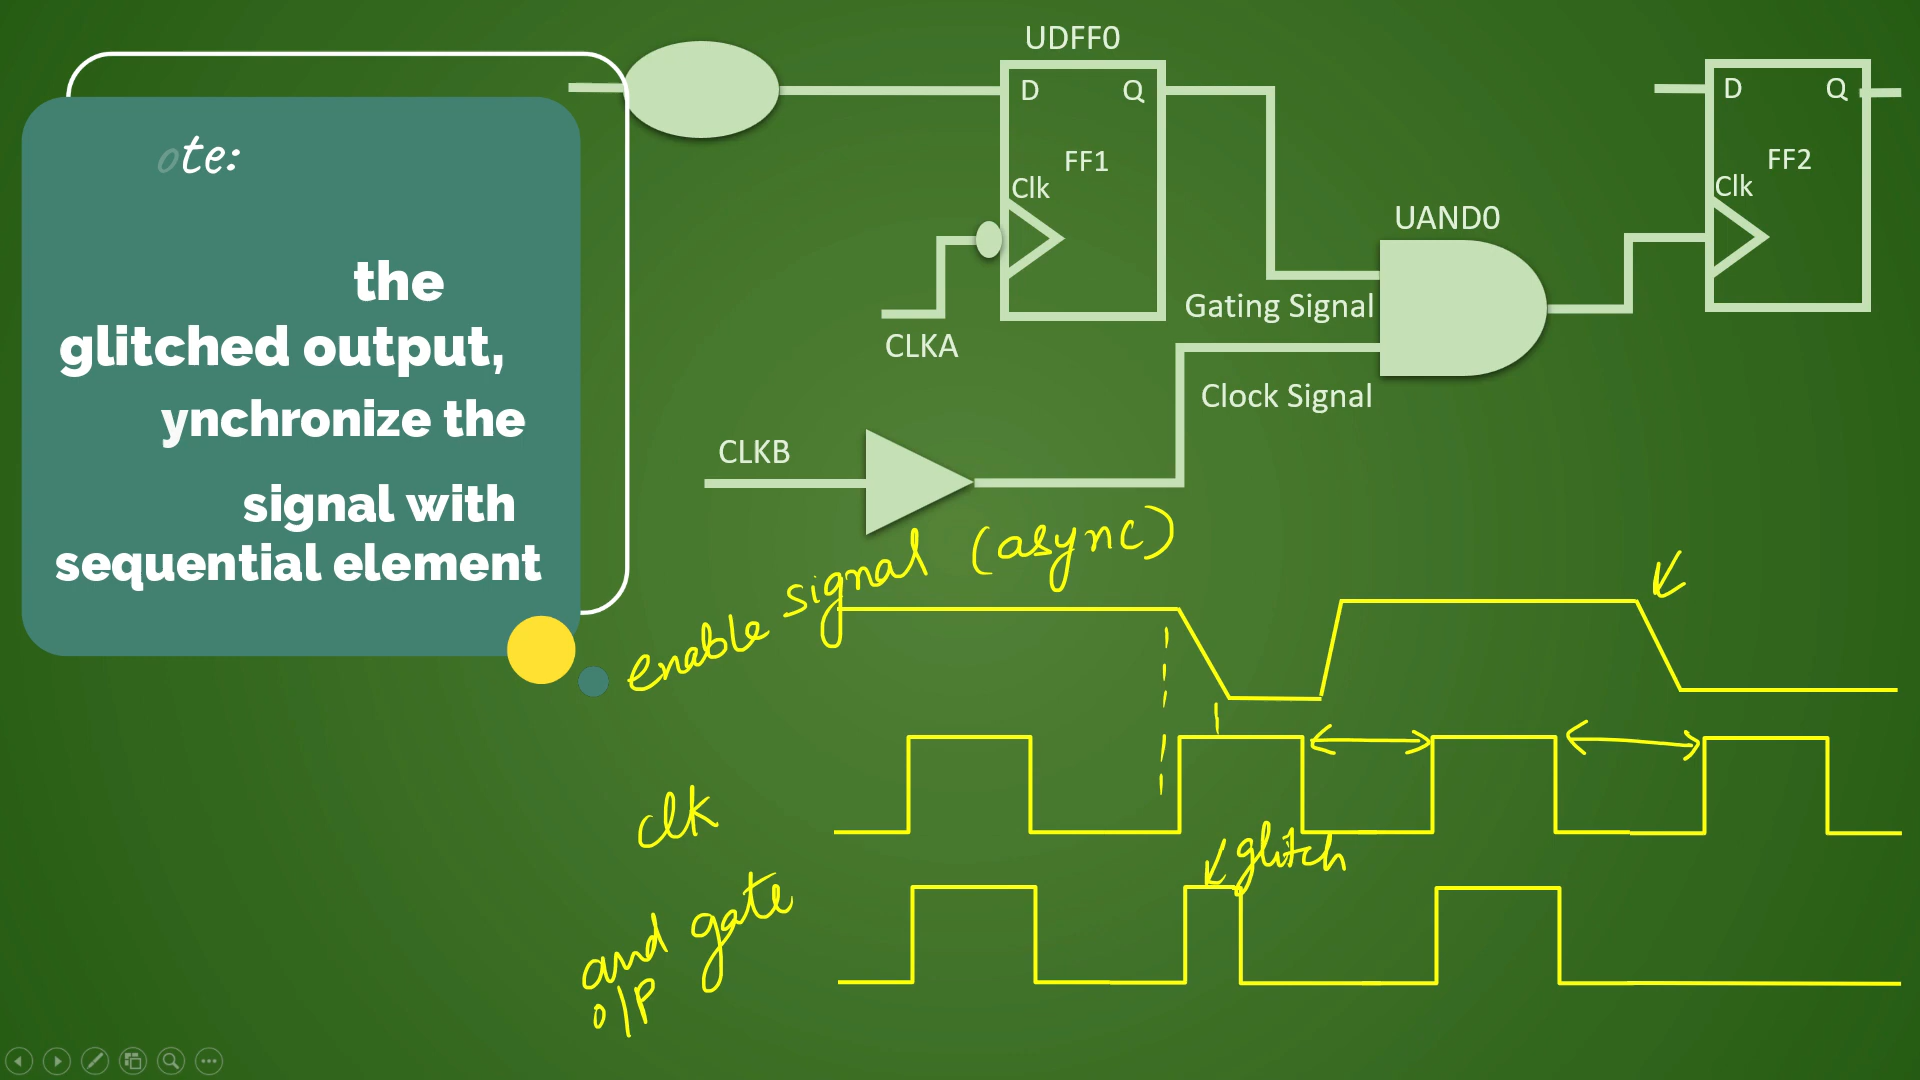 te:
the
glitched output,
ynchronize the
signal with
sequential element
UDFF0
D Q
FF1
Clk
CLKA
UAND0
Gating Signal
Clock Signal
CLKB
D Q
FF2
Clk
enable signal (async)
clk
glitch
and gate
o/p